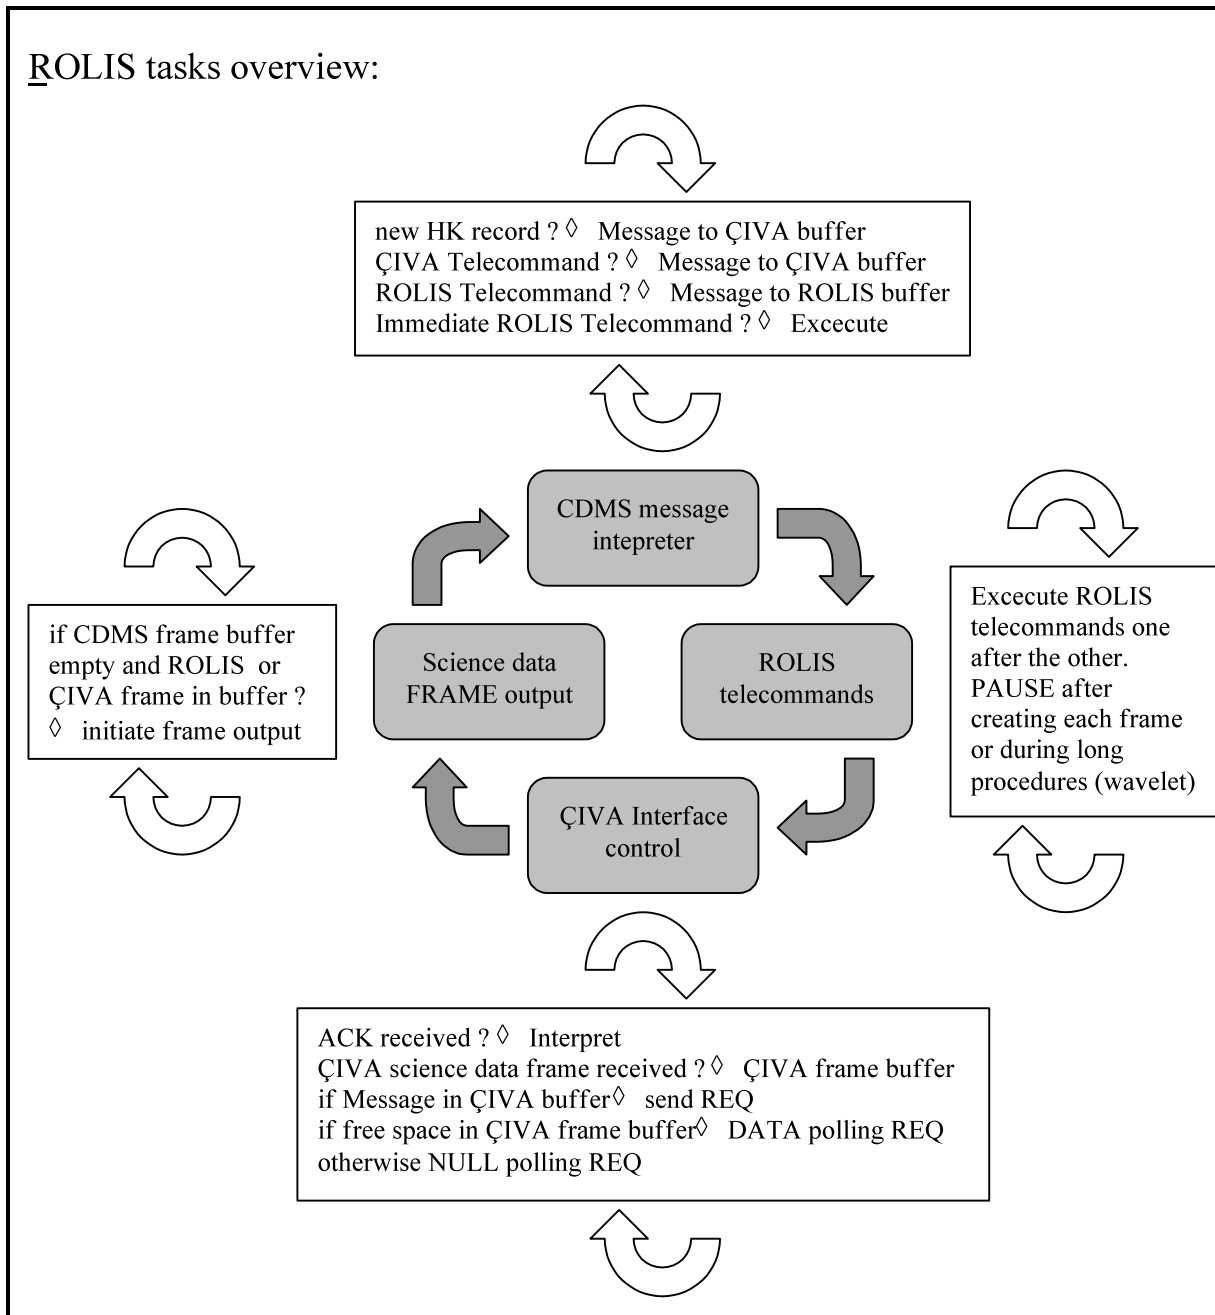 ROLIS tasks overview:
new HK record ? ◊ Message to ÇIVA buffer
ÇIVA Telecommand ? ◊ Message to ÇIVA buffer
ROLIS Telecommand ? ◊ Message to ROLIS buffer
Immediate ROLIS Telecommand ? ◊ Excecute
CDMS message
intepreter
if CDMS frame buffer
empty and ROLIS or
ÇIVA frame in buffer ?
◊ initiate frame output
Science data
FRAME output
ROLIS
telecommands
Excecute ROLIS
telecommands one
after the other.
PAUSE after
creating each frame
or during long
procedures (wavelet)
ÇIVA Interface
control
ACK received ? ◊ Interpret
ÇIVA science data frame received ? ◊ ÇIVA frame buffer
if Message in ÇIVA buffer◊ send REQ
if free space in ÇIVA frame buffer◊ DATA polling REQ
otherwise NULL polling REQ